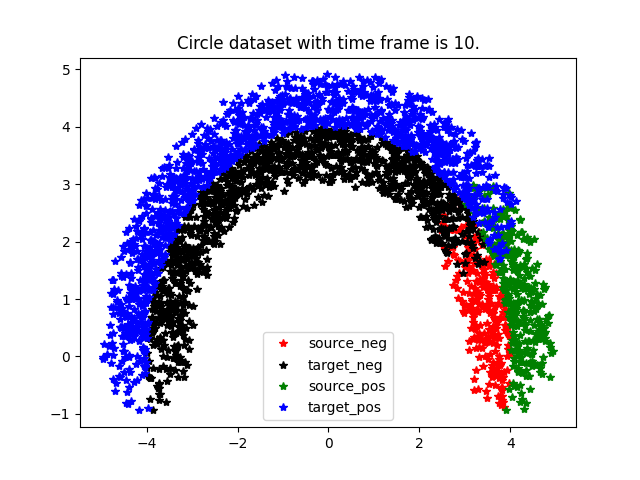 Circle dataset with time frame is 10.
5
4
3
2
1
0
−1
−4
−2
0
2
4
source_neg
target_neg
source_pos
target_pos